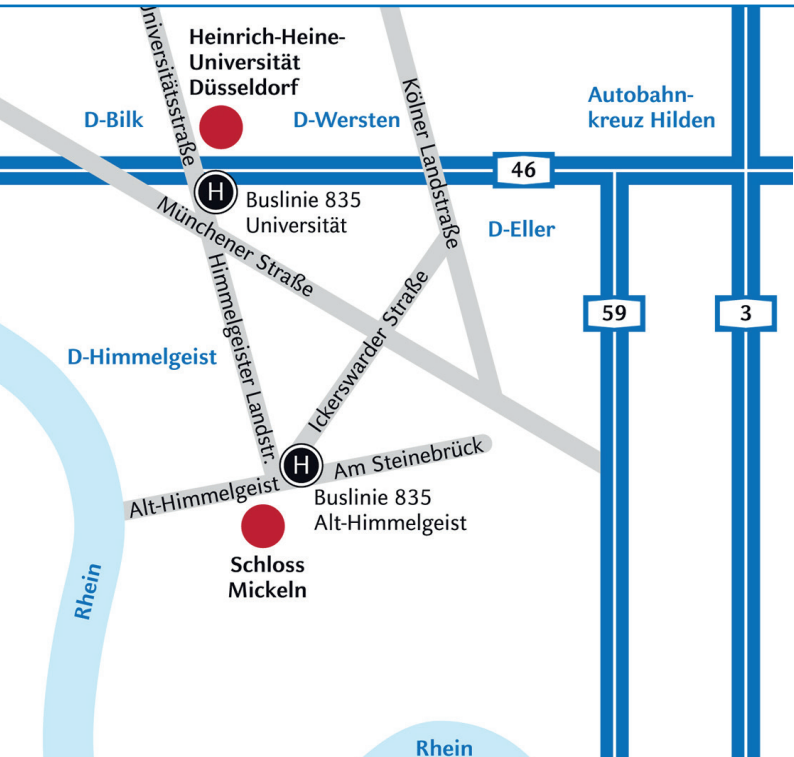 Universitätsstraße
Heinrich-Heine-
Universität
Düsseldorf
D-Bilk
D-Wersten
Kölner Landstraße
Autobahn-
kreuz Hilden
46
H
Buslinie 835
Universität
D-Eller
Münchener Straße
Himmelgeister Landstr.
Ickerswarder Straße
59
3
D-Himmelgeist
H
Am Steinebrück
Alt-Himmelgeist
Buslinie 835
Alt-Himmelgeist
Schloss
Mickeln
Rhein
Rhein